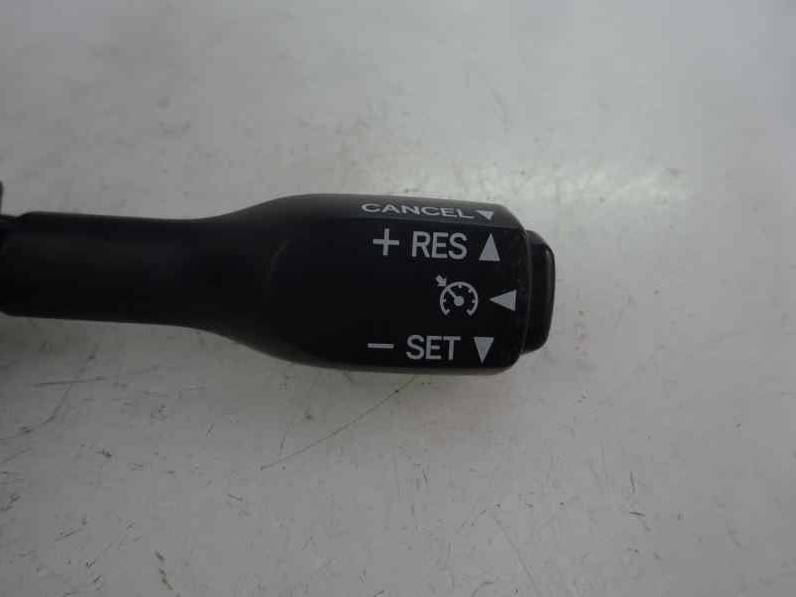 CANCEL▼
+ RES ▲
◀
− SET ▼